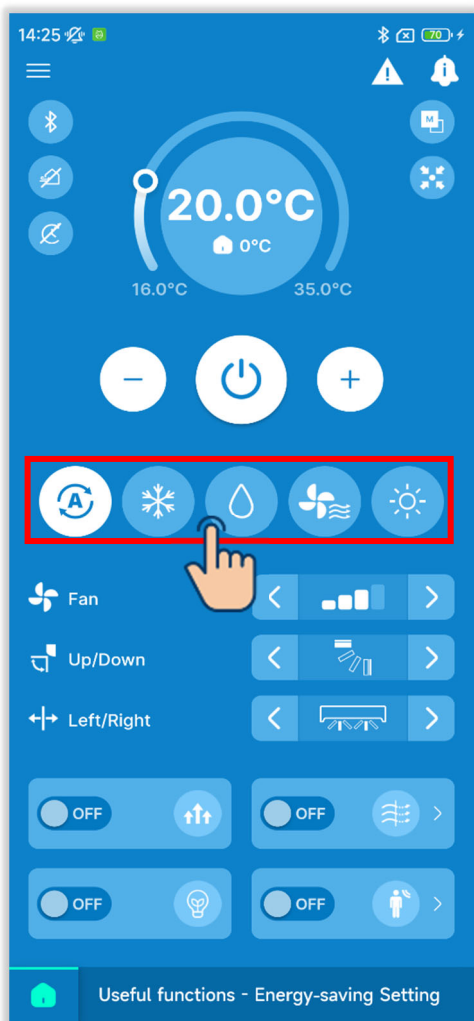 14:25
70
M
20.0°C
0°C
16.0°C 35.0°C
A
Fan
Up/Down
Left/Right
OFF OFF
OFF OFF
Useful functions - Energy-saving Setting